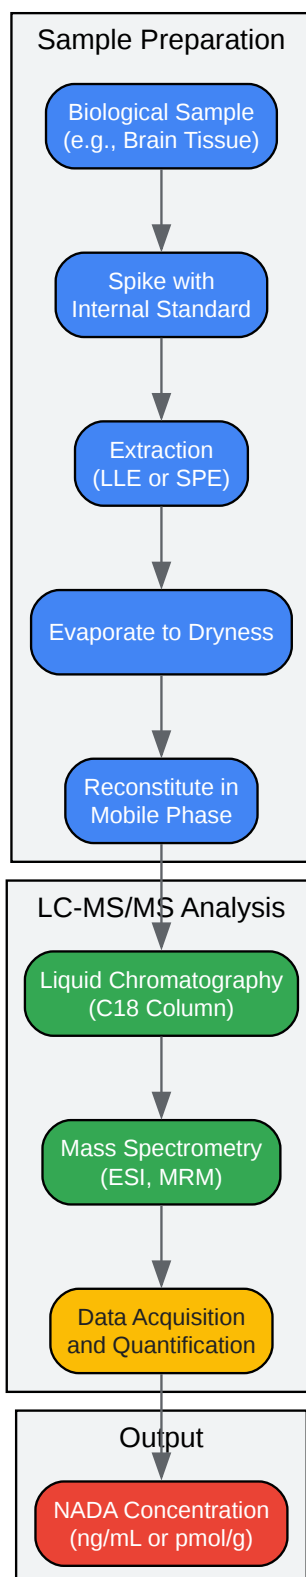 Sample Preparation
Biological Sample
(e.g., Brain Tissue)
Spike with
Internal Standard
Extraction
(LLE or SPE)
Evaporate to Dryness
Reconstitute in
Mobile Phase
LC-MS/MS Analysis
Liquid Chromatography
(C18 Column)
Mass Spectrometry
(ESI, MRM)
Data Acquisition
and Quantification
Output
NADA Concentration
(ng/mL or pmol/g)